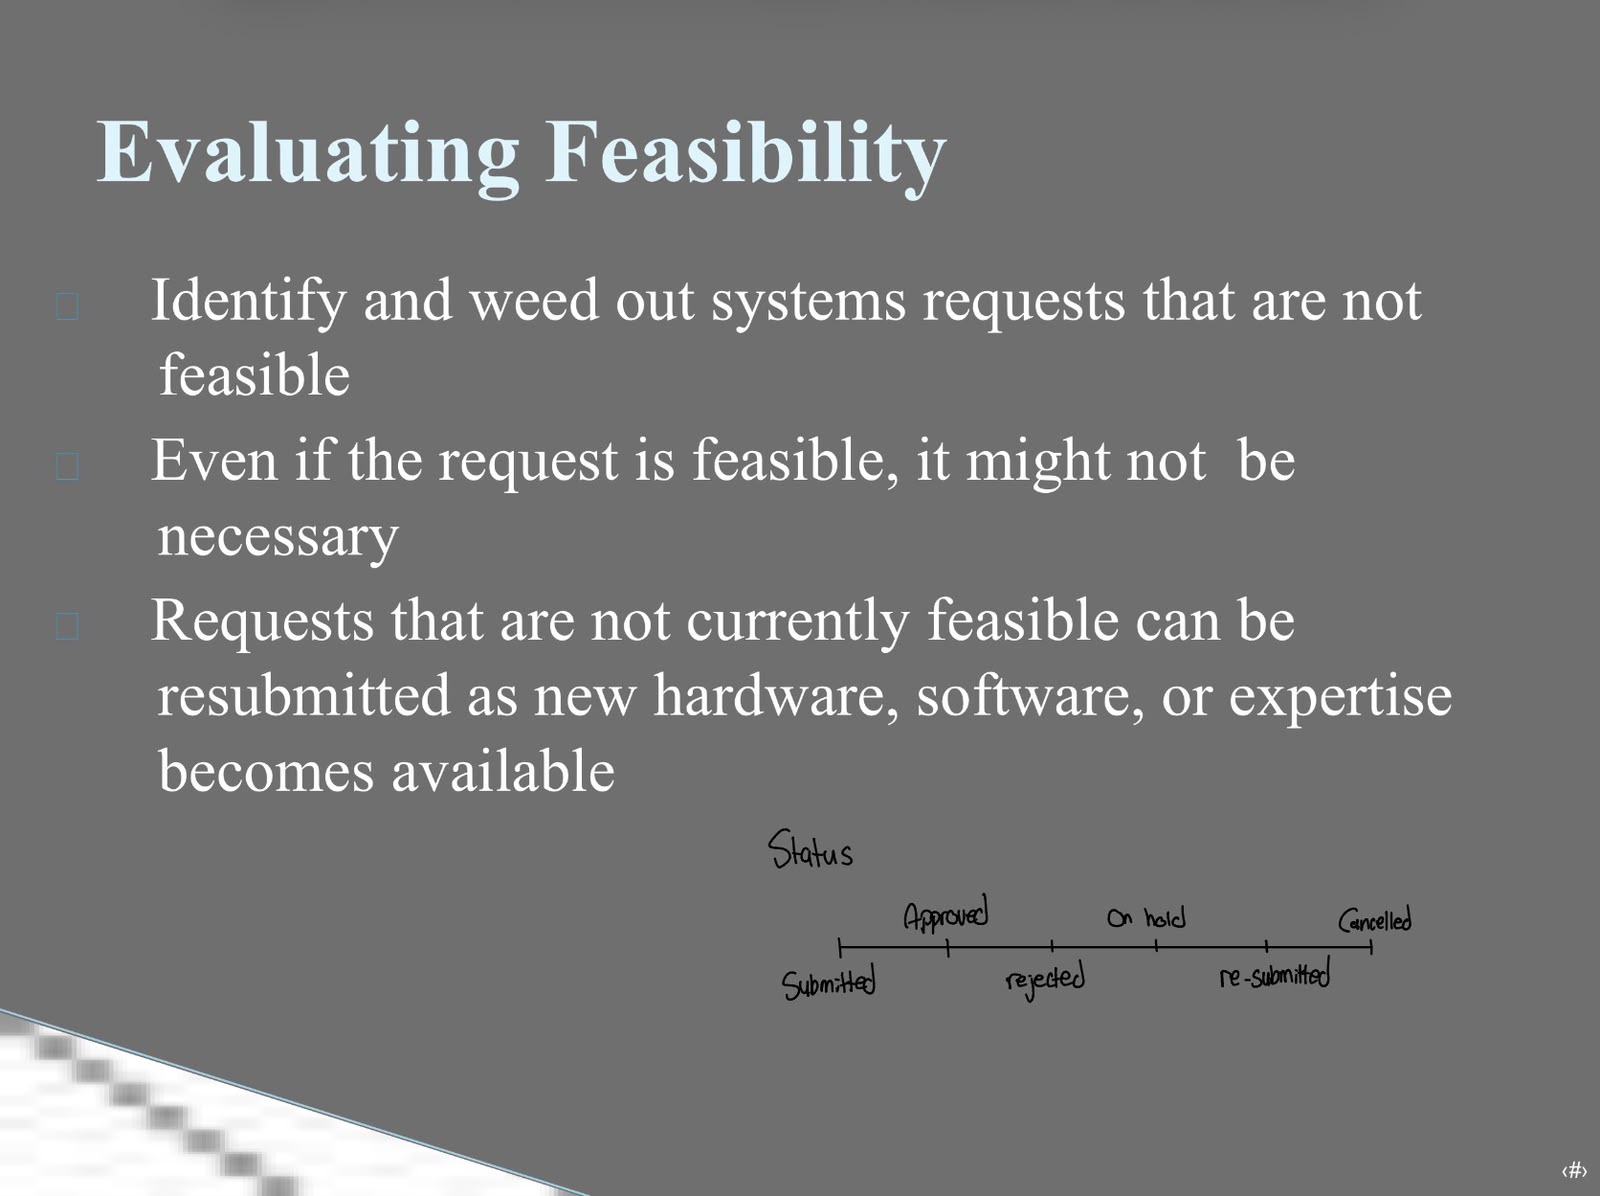 Evaluating Feasibility
Identify and weed out systems requests that are not
feasible
Even if the request is feasible, it might not be
necessary
Requests that are not currently feasible can be
resubmitted as new hardware, software, or expertise
becomes available
Status
Approved On hold Cancelled
Submitted rejected re-submitted
‹#›